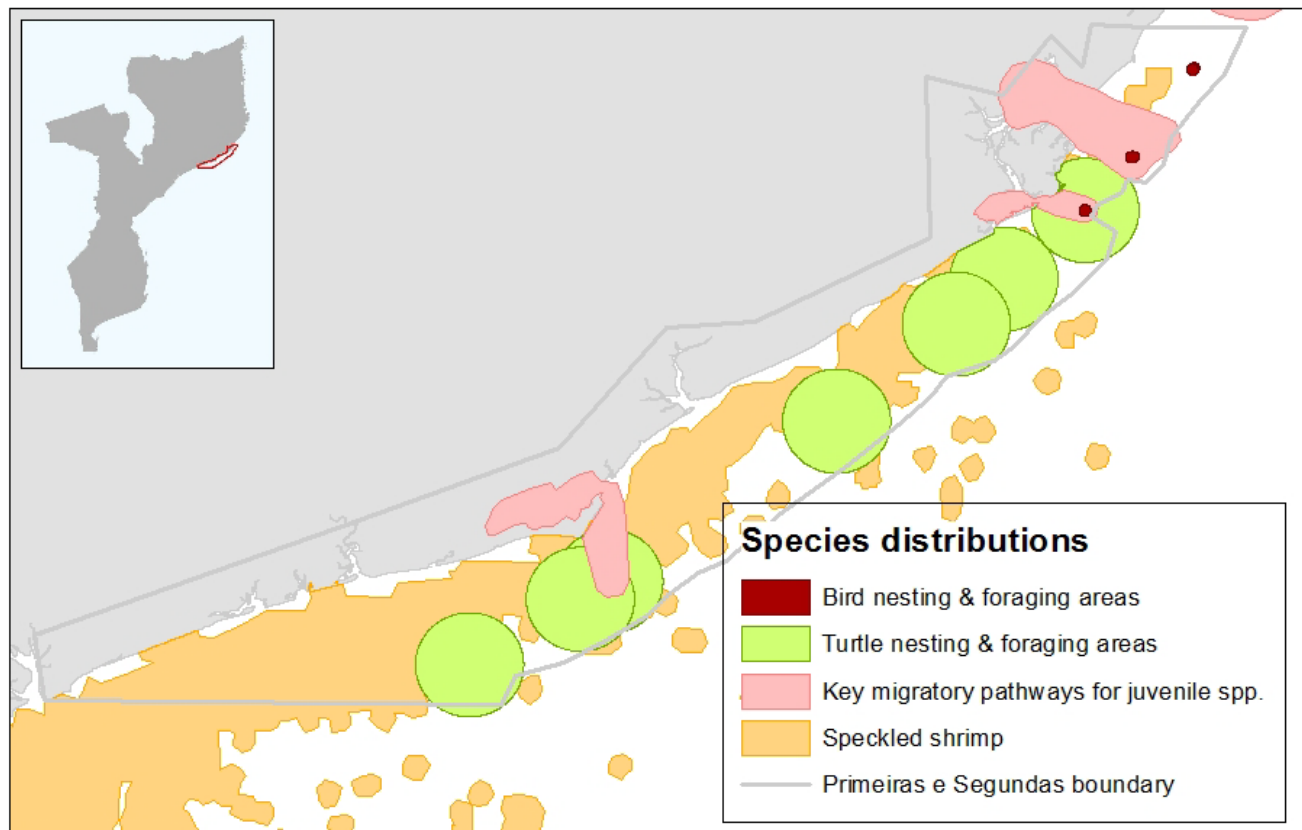 Species distributions
Bird nesting & foraging areas
Turtle nesting & foraging areas
Key migratory pathways for juvenile spp.
Speckled shrimp
Primeiras e Segundas boundary